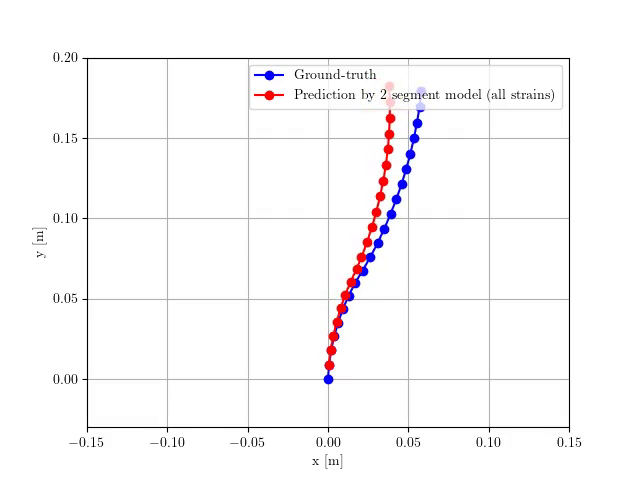 0.20
Ground-truth
Prediction by 2 segment model (all strains)
0.15
0.10
y [m]
0.05
0.00
−0.15 −0.10 −0.05 0.00 0.05 0.10 0.15
x [m]